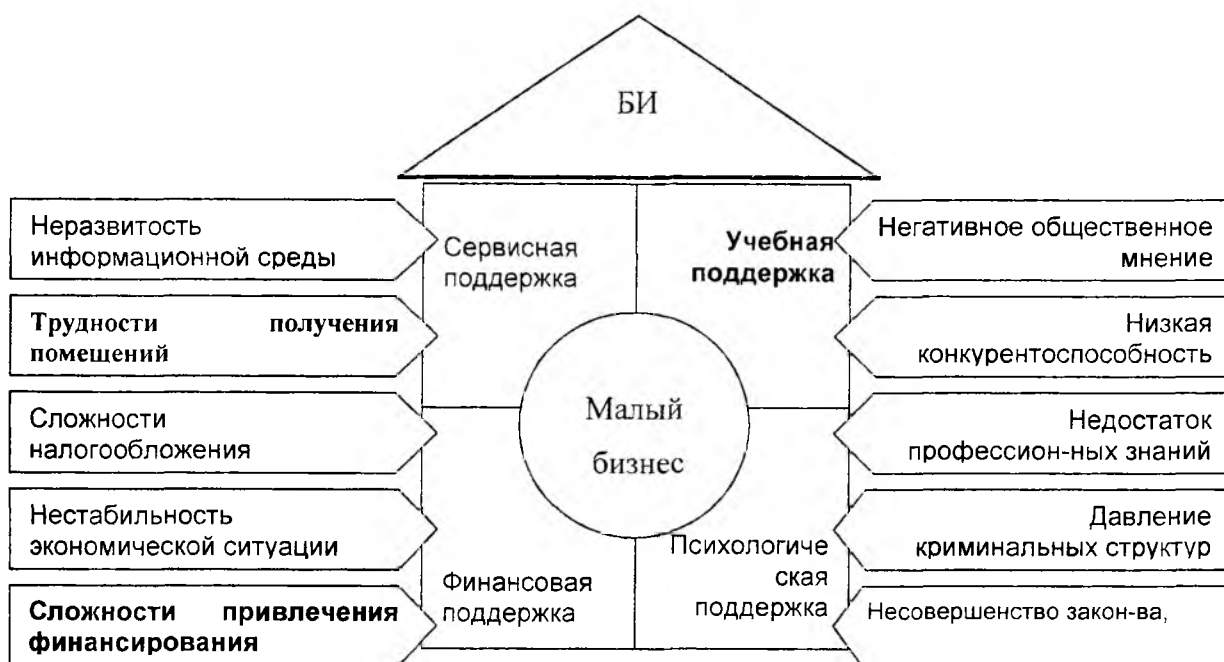 БИ
Неразвитость
информационной среды
Трудности получения
помещений
Сложности
налогообложения
Нестабильность
экономической ситуации
Сложности привлечения
финансирования
Сервисная
поддержка
Учебная
поддержка
Малый
бизнес
Финансовая
поддержка
Психологиче
ская
поддержка
Негативное общественное
мнение
Низкая
конкурентоспособность
Недостаток
профессион-ных знаний
Давление
криминальных структур
Несовершенство закон-ва,